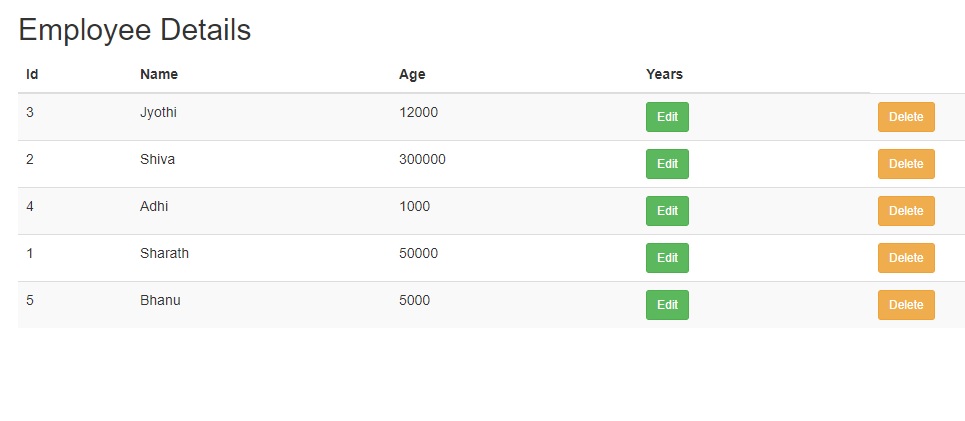 Employee Details
Id Name Age Years
3 Jyothi 12000 Edit Delete
2 Shiva 300000 Edit Delete
4 Adhi 1000 Edit Delete
1 Sharath 50000 Edit Delete
5 Bhanu 5000 Edit Delete